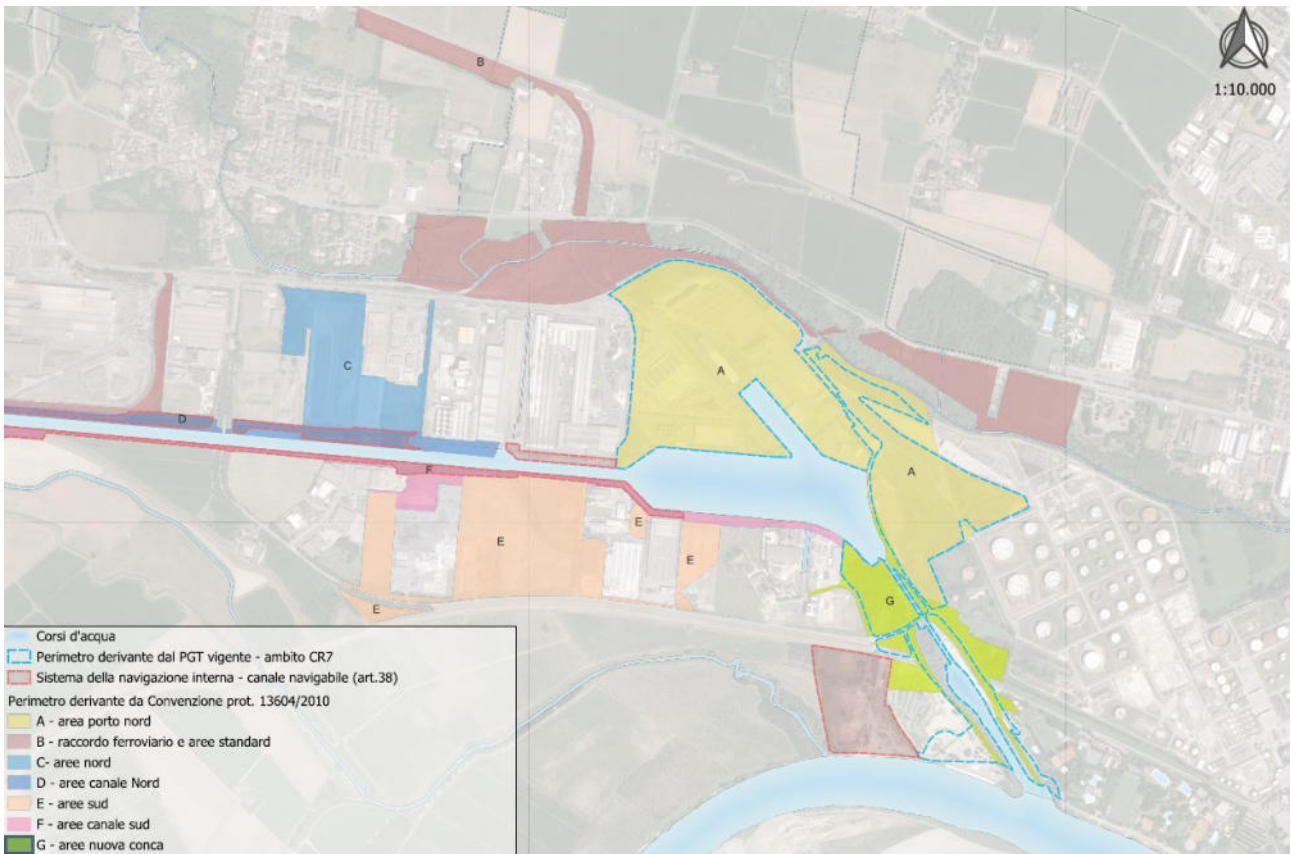 B
1:10.000
C
A
D
A
F
E
E
E
E
G
Corsi d'acqua
Perimetro derivante dal PGT vigente - ambito CR7
Sistema della navigazione interna - canale navigabile (art.38)
Perimetro derivante da Convenzione prot. 13604/2010
A - area porto nord
B - raccordo ferroviario e aree standard
C- aree nord
D - aree canale Nord
E - aree sud
F - aree canale sud
G - aree nuova conca